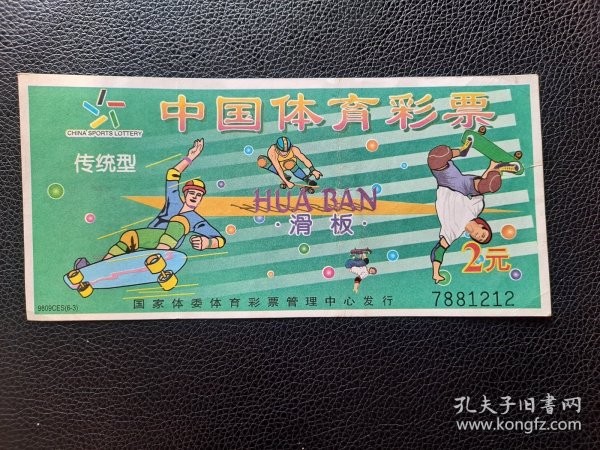 中国体育彩票
CHINA SPORTS LOTTERY
传统型
HUA BAN
·滑板·
2元
国家体委体育彩票管理中心发行
7881212
9809CES(6-3)
孔夫子旧书网
www.kongfz.com